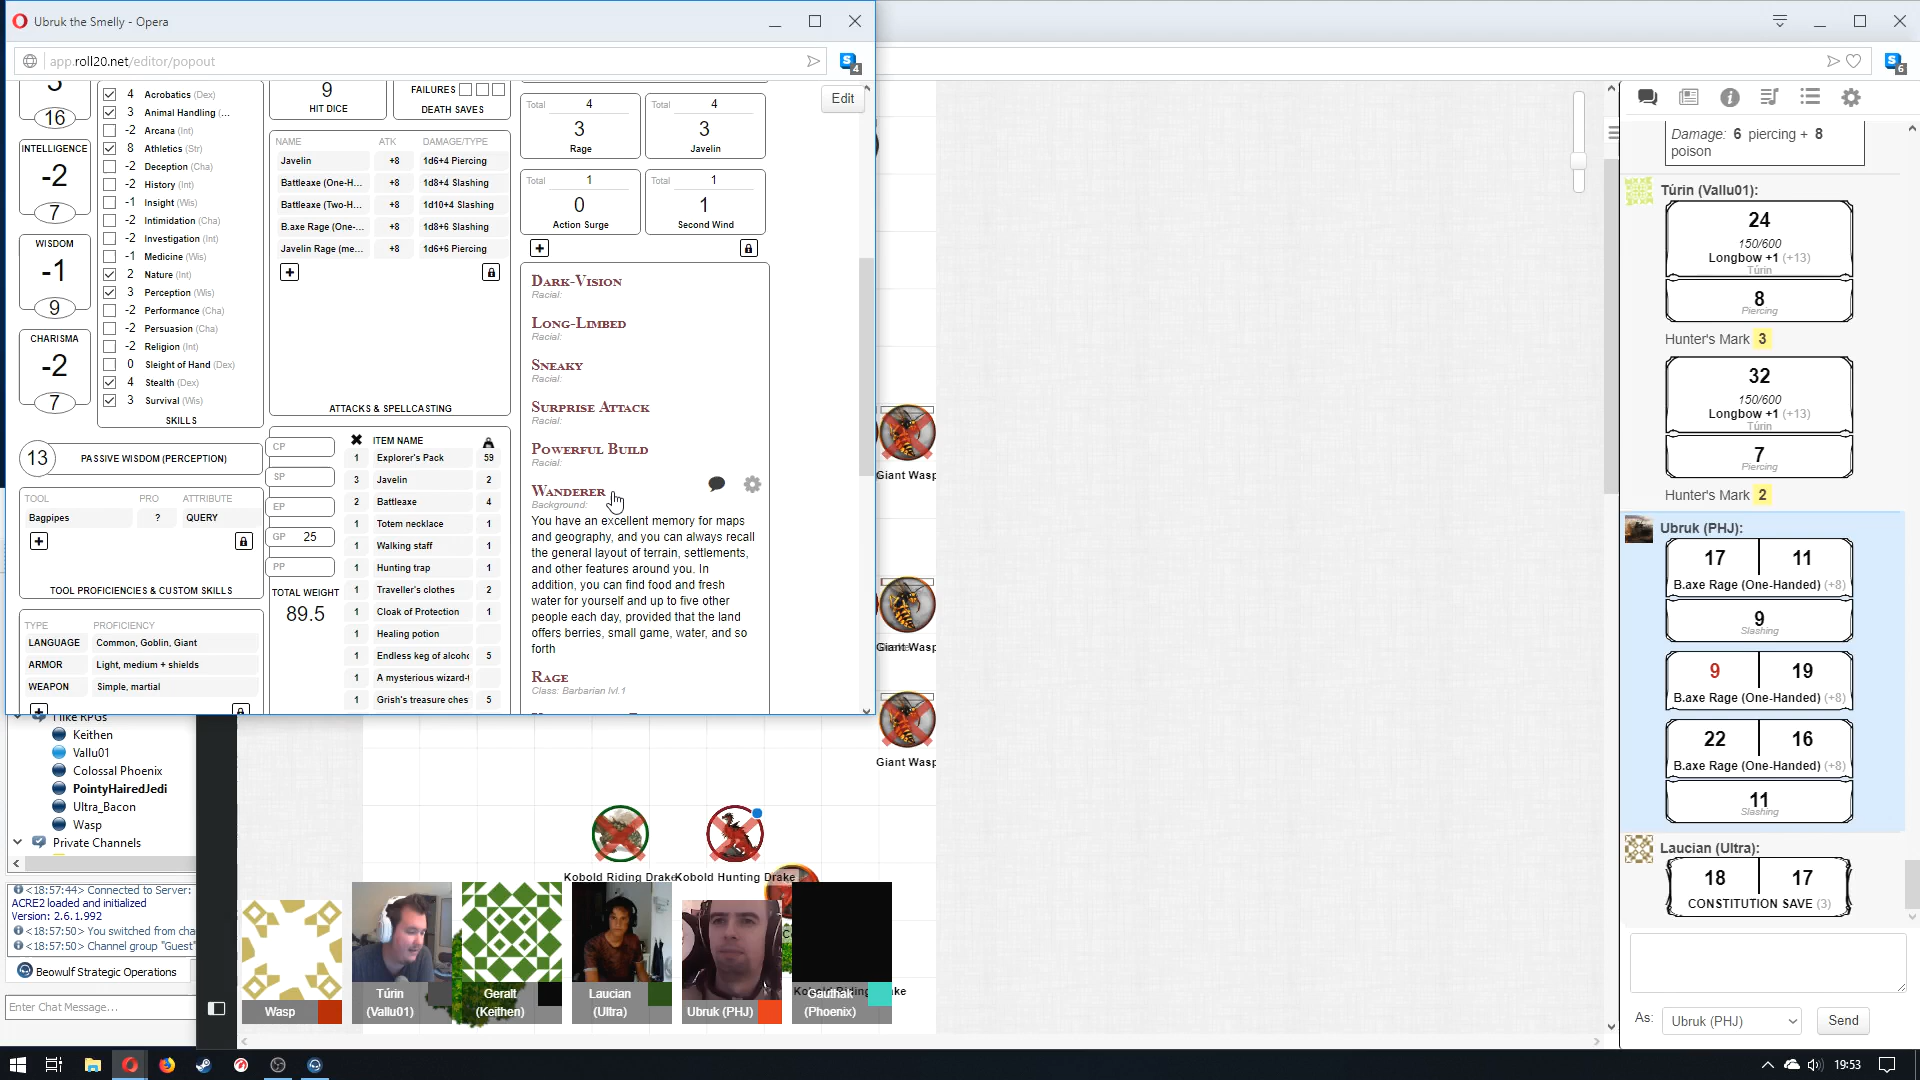 Ubruk the Smelly - Opera
app.roll20.net/editor/popout
4
6
Edit
16
INTELLIGENCE
-2
7
WISDOM
-1
9
CHARISMA
-2
7
4 Acrobatics (Dex)
3 Animal Handling (...
-2 Arcana (Int)
8 Athletics (Str)
-2 Deception (Cha)
-2 History (Int)
-1 Insight (Wis)
-2 Intimidation (Cha)
-2 Investigation (Int)
-1 Medicine (Wis)
2 Nature (Int)
3 Perception (Wis)
-2 Performance (Cha)
-2 Persuasion (Cha)
-2 Religion (Int)
0 Sleight of Hand (Dex)
4 Stealth (Dex)
3 Survival (Wis)
SKILLS
13 PASSIVE WISDOM (PERCEPTION)
TOOL PRO ATTRIBUTE
Bagpipes ? QUERY
TOOL PROFICIENCIES & CUSTOM SKILLS
TYPE PROFICIENCY
LANGUAGE Common, Goblin, Giant
ARMOR Light, medium + shields
WEAPON Simple, martial
9
HIT DICE
FAILURES
DEATH SAVES
NAME ATK DAMAGE/TYPE
Javelin +8 1d6+4 Piercing
Battleaxe (One-H... +8 1d8+4 Slashing
Battleaxe (Two-H... +8 1d10+4 Slashing
B.axe Rage (One-... +8 1d8+6 Slashing
Javelin Rage (me... +8 1d6+6 Piercing
ATTACKS & SPELLCASTING
CP
SP
EP
GP 25
PP
TOTAL WEIGHT
89.5
ITEM NAME
1 Explorer's Pack 59
3 Javelin 2
2 Battleaxe 4
1 Totem necklace 1
1 Walking staff 1
1 Hunting trap 1
1 Traveller's clothes 2
1 Cloak of Protection 1
1 Healing potion
1 Endless keg of alcoho 5
1 A mysterious wizard-t
1 Grish's treasure ches 5
Total 4
3
Rage
Total 4
3
Javelin
Total 1
0
Action Surge
Total 1
1
Second Wind
DARK-VISION
Racial:
LONG-LIMBED
Racial:
SNEAKY
Racial:
SURPRISE ATTACK
Racial:
POWERFUL BUILD
Racial:
WANDERER
Background:
You have an excellent memory for maps
and geography, and you can always recall
the general layout of terrain, settlements,
and other features around you. In
addition, you can find food and fresh
water for yourself and up to five other
people each day, provided that the land
offers berries, small game, water, and so
forth
RAGE
Class: Barbarian lvl.1
I like RPGs
Keithen
Vallu01
Colossal Phoenix
PointyHairedJedi
Ultra_Bacon
Wasp
Private Channels
<18:57:44> Connected to Server:
ACRE2 loaded and initialized
Version: 2.6.1.992
<18:57:50> You switched from cha
<18:57:50> Channel group "Guest"
Beowulf Strategic Operations
Enter Chat Message...
Giant Wasp
Giant Wasp
Giant Wasp
Kobold Riding Drake
Kobold Hunting Drake
Wasp
Túrin
(Vallu01)
Geralt
(Keithen)
Laucian
(Ultra)
Ubruk (PHJ)
Gauthak
(Phoenix)
Damage: 6 piercing + 8
poison
Túrin (Vallu01):
24
150/600
Longbow +1 (+13)
Túrin
8
Piercing
Hunter's Mark 3
32
150/600
Longbow +1 (+13)
Túrin
7
Piercing
Hunter's Mark 2
Ubruk (PHJ):
17 11
B.axe Rage (One-Handed) (+8)
9
Slashing
9 19
B.axe Rage (One-Handed) (+8)
22 16
B.axe Rage (One-Handed) (+8)
11
Slashing
Laucian (Ultra):
18 17
CONSTITUTION SAVE (3)
As: Ubruk (PHJ) Send
19:53